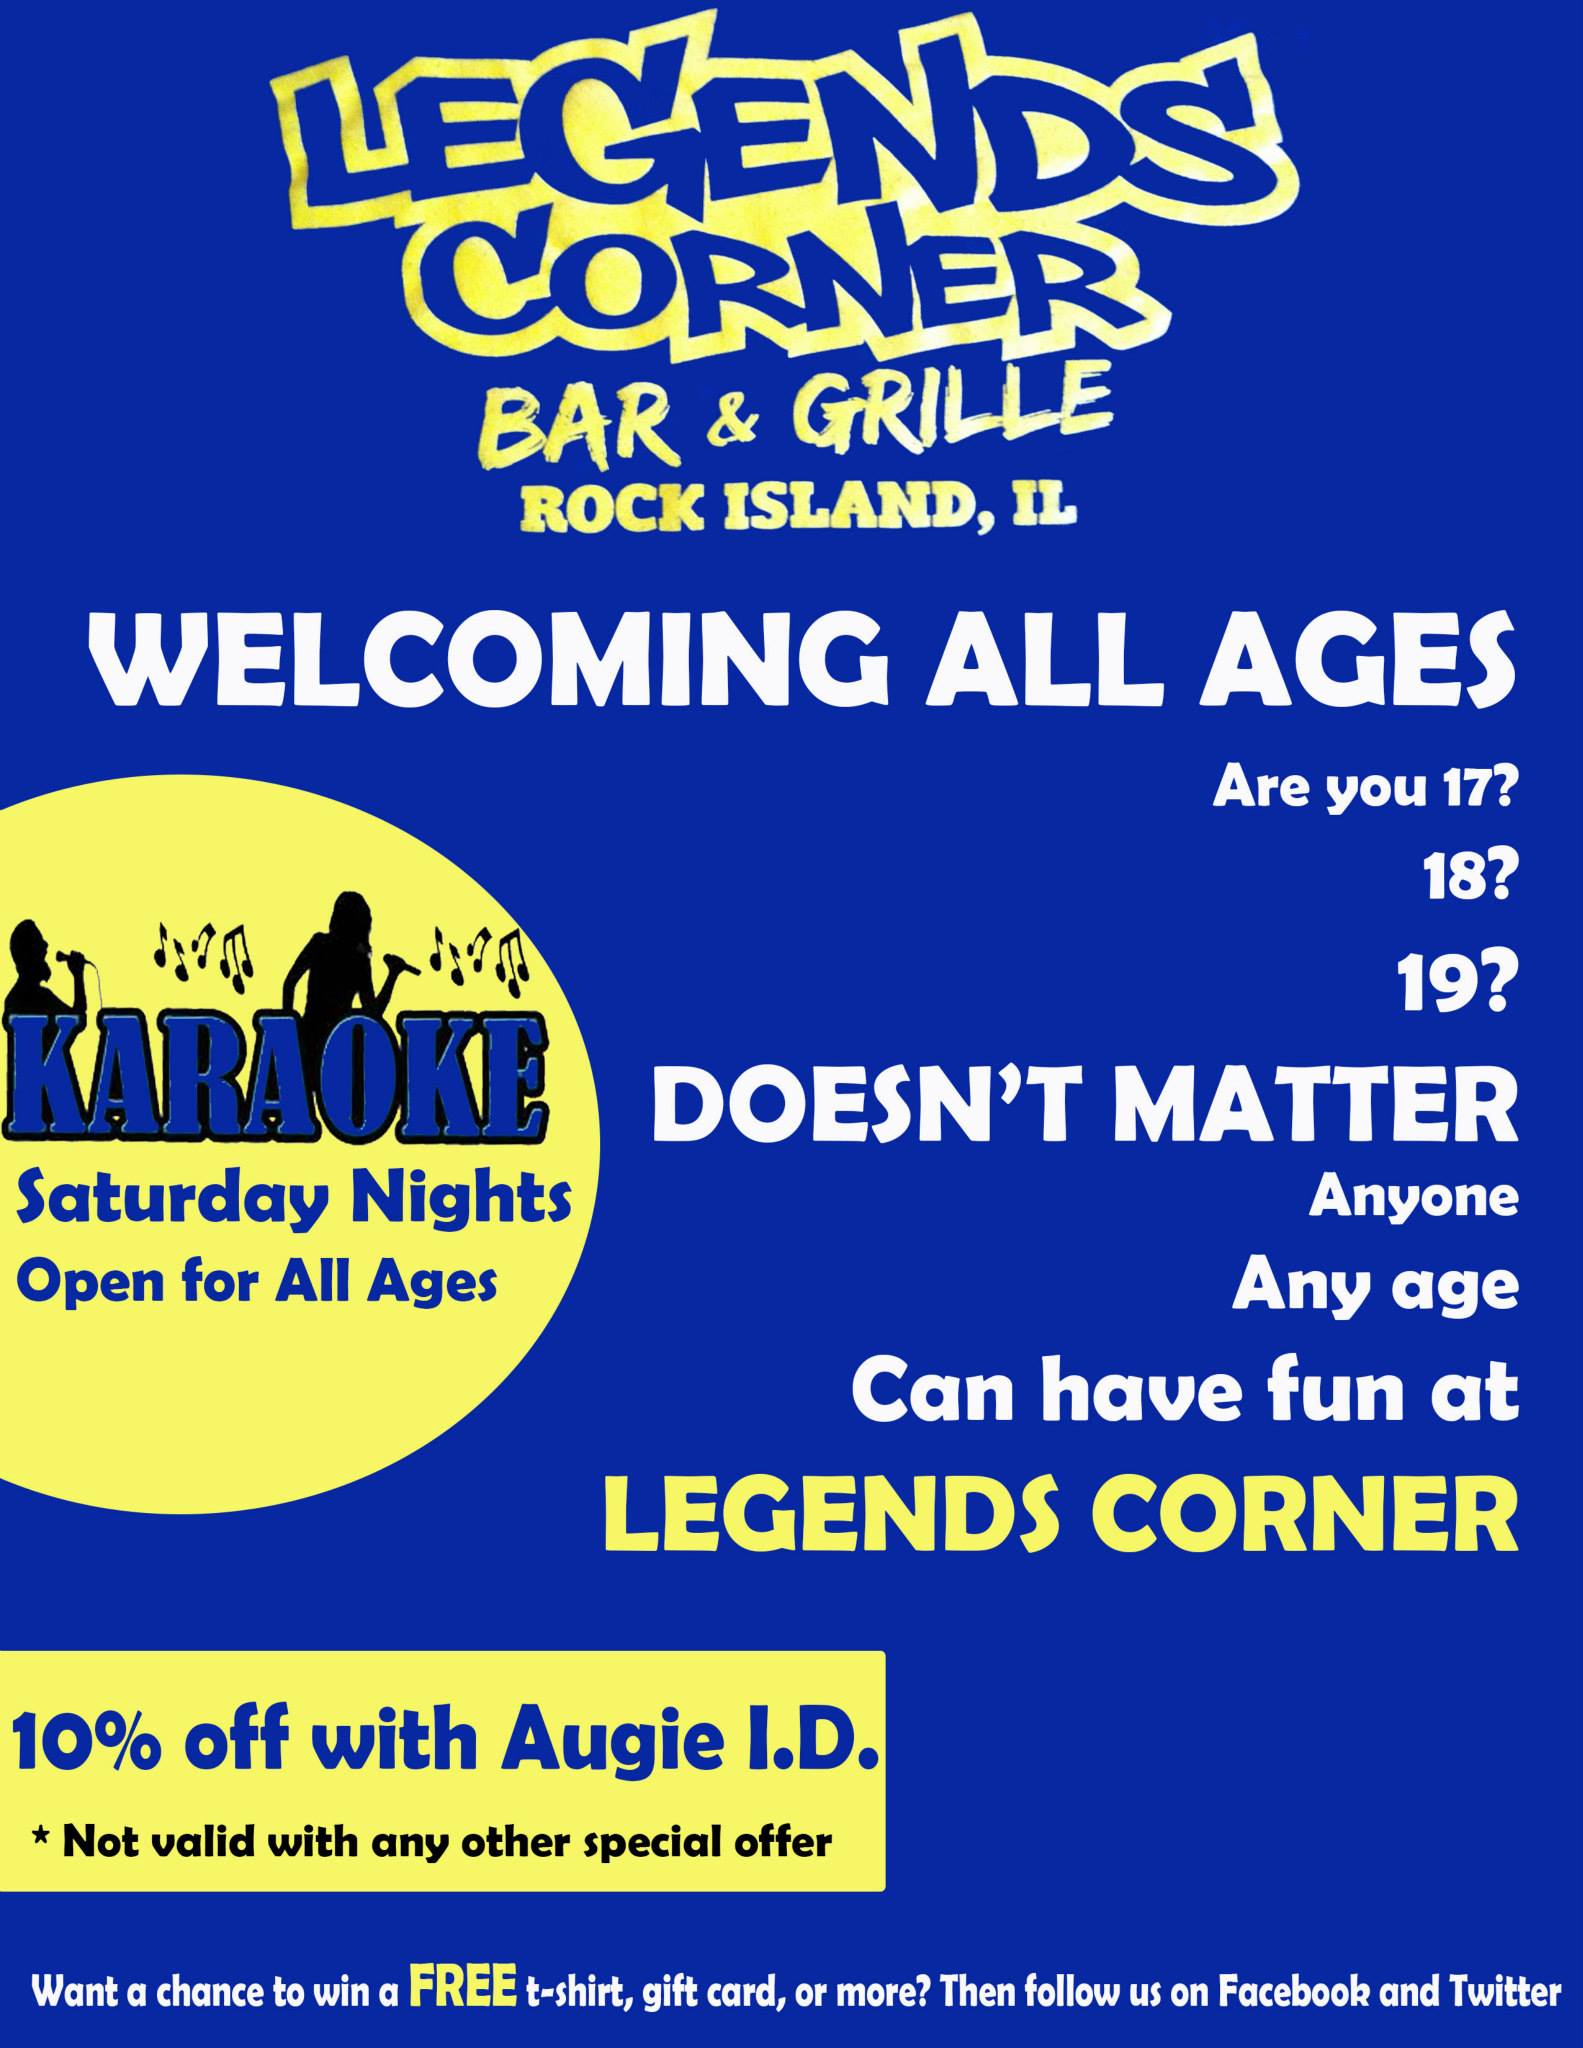 LEGENDS
CORNER
BAR & GRILLE
ROCK ISLAND, IL
WELCOMING ALL AGES
Are you 17?
18?
19?
DOESN'T MATTER
Anyone
Any age
Can have fun at
LEGENDS CORNER
KARAOKE
Saturday Nights
Open for All Ages
10% off with Augie I.D.
* Not valid with any other special offer
Want a chance to win a FREE t-shirt, gift card, or more? Then follow us on Facebook and Twitter